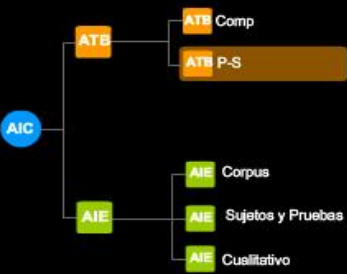 ATB Comp
ATB
ATB P-S
AIC
AIE Corpus
AIE
AIE Sujetos y Pruebas
AIE Cualitativo